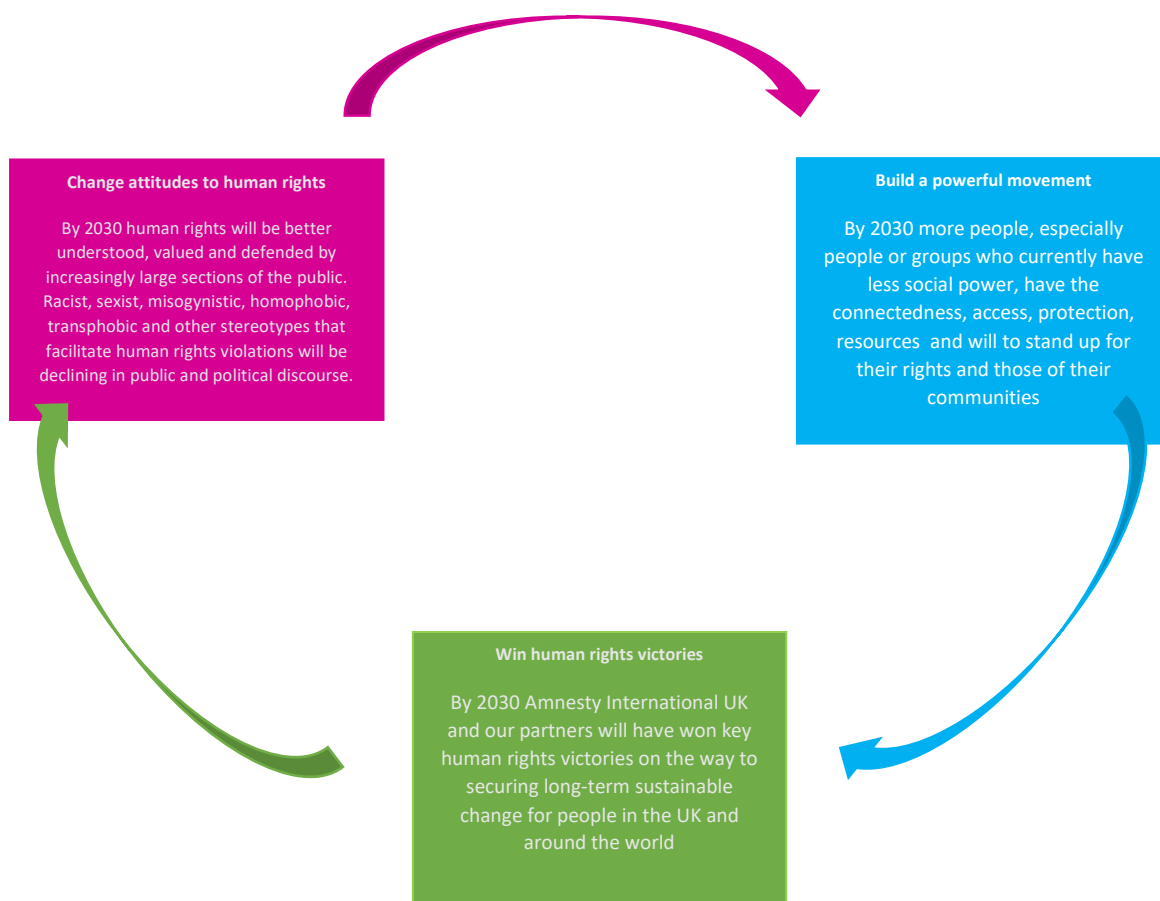 Change attitudes to human rights
By 2030 human rights will be better
understood, valued and defended by
increasingly large sections of the public.
Racist, sexist, misogynistic, homophobic,
transphobic and other stereotypes that
facilitate human rights violations will be
declining in public and political discourse.
Build a powerful movement
By 2030 more people, especially
people or groups who currently have
less social power, have the
connectedness, access, protection,
resources  and will to stand up for
their rights and those of their
communities
Win human rights victories
By 2030 Amnesty International UK
and our partners will have won key
human rights victories on the way to
securing long-term sustainable
change for people in the UK and
around the world